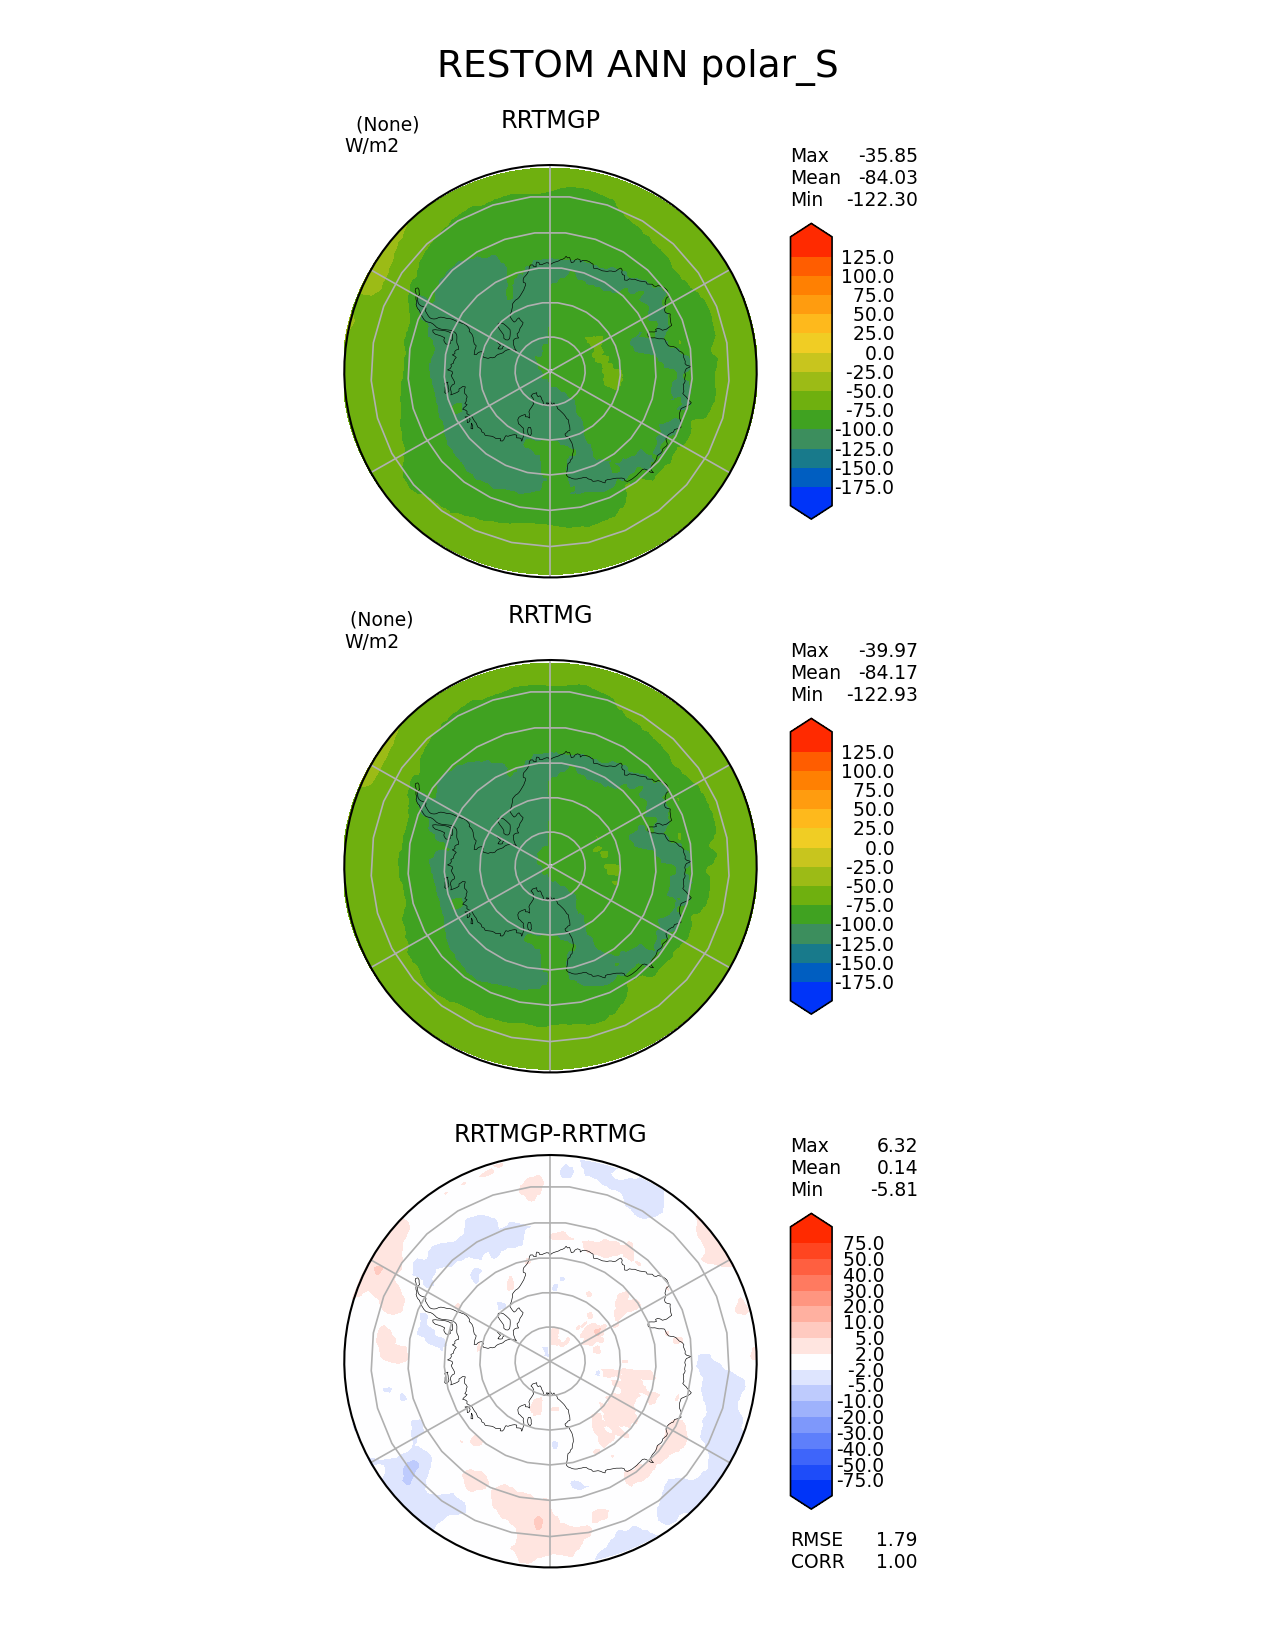 RESTOM ANN polar_S
RRTMGP
(None)
W/m2
Max -35.85
Mean -84.03
Min -122.30
125.0
100.0
75.0
50.0
25.0
0.0
-25.0
-50.0
-75.0
-100.0
-125.0
-150.0
-175.0
RRTMG
(None)
W/m2
Max -39.97
Mean -84.17
Min -122.93
125.0
100.0
75.0
50.0
25.0
0.0
-25.0
-50.0
-75.0
-100.0
-125.0
-150.0
-175.0
RRTMGP-RRTMG
Max 6.32
Mean 0.14
Min -5.81
75.0
50.0
40.0
30.0
20.0
10.0
5.0
2.0
-2.0
-5.0
-10.0
-20.0
-30.0
-40.0
-50.0
-75.0
RMSE 1.79
CORR 1.00